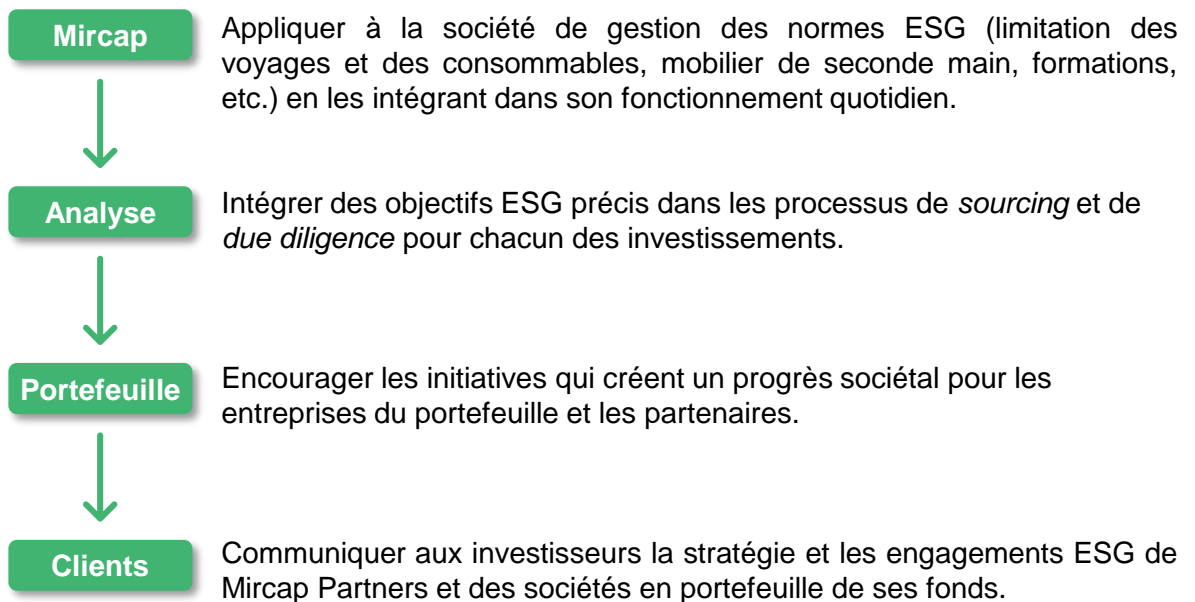 Mircap
Appliquer à la société de gestion des normes ESG (limitation des
voyages et des consommables, mobilier de seconde main, formations,
etc.) en les intégrant dans son fonctionnement quotidien.
Analyse
Intégrer des objectifs ESG précis dans les processus de sourcing et de
due diligence pour chacun des investissements.
Portefeuille
Encourager les initiatives qui créent un progrès sociétal pour les
entreprises du portefeuille et les partenaires.
Clients
Communiquer aux investisseurs la stratégie et les engagements ESG de
Mircap Partners et des sociétés en portefeuille de ses fonds.